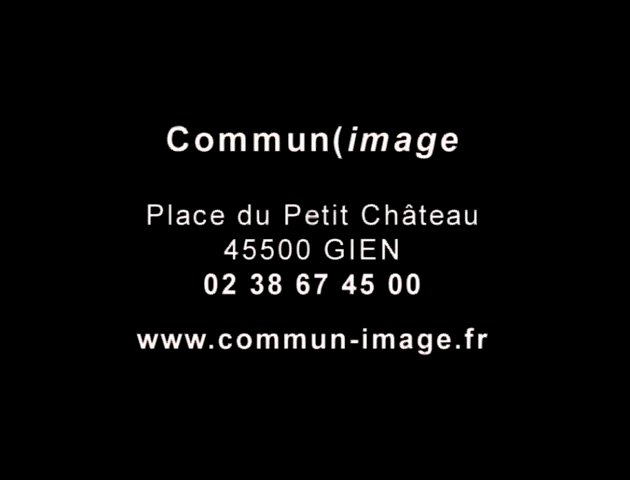 Commun(image
Place du Petit Château
45500 GIEN
02 38 67 45 00
www.commun-image.fr